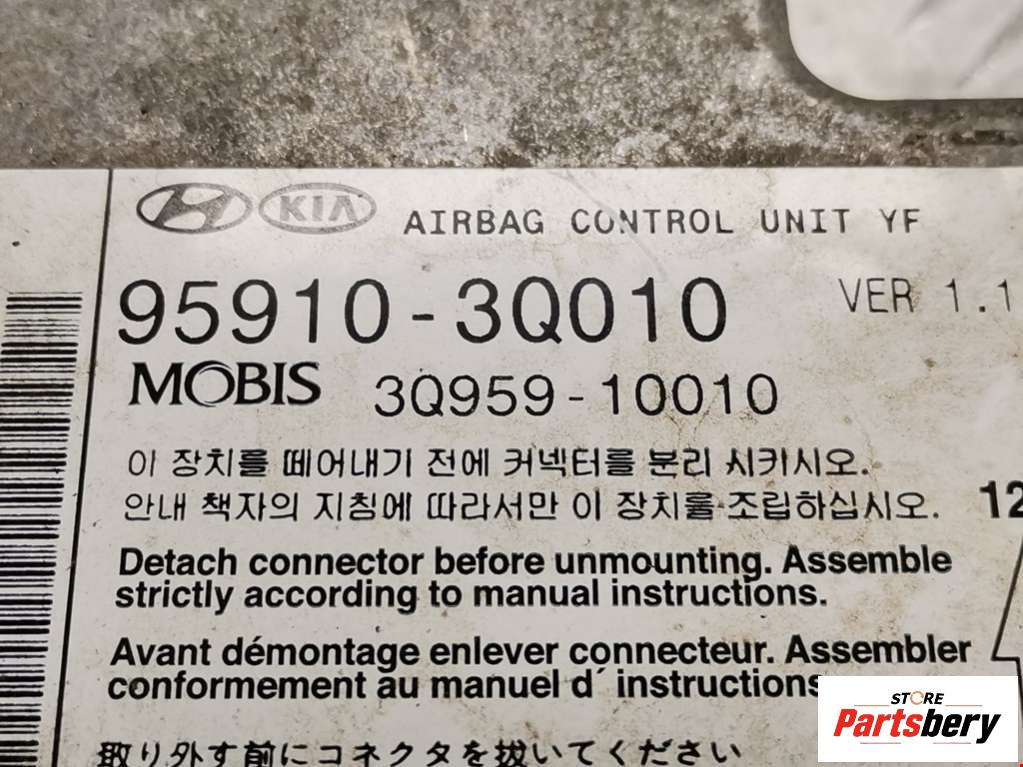 KIA AIRBAG CONTROL UNIT YF
95910-3Q010 VER 1.1
MOBIS 3Q959-10010
이 장치를 떼어내기 전에 커넥터를 분리 시키시오.
안내 책자의 지침에 따라서만 이 장치를 조립하십시오. 12
Detach connector before unmounting. Assemble
strictly according to manual instructions.
Avant démontage enlever connecteur. Assembler
conformement au manuel d´ instructions
取り外す前にコネクタを抜いてください
STORE
Partsbery